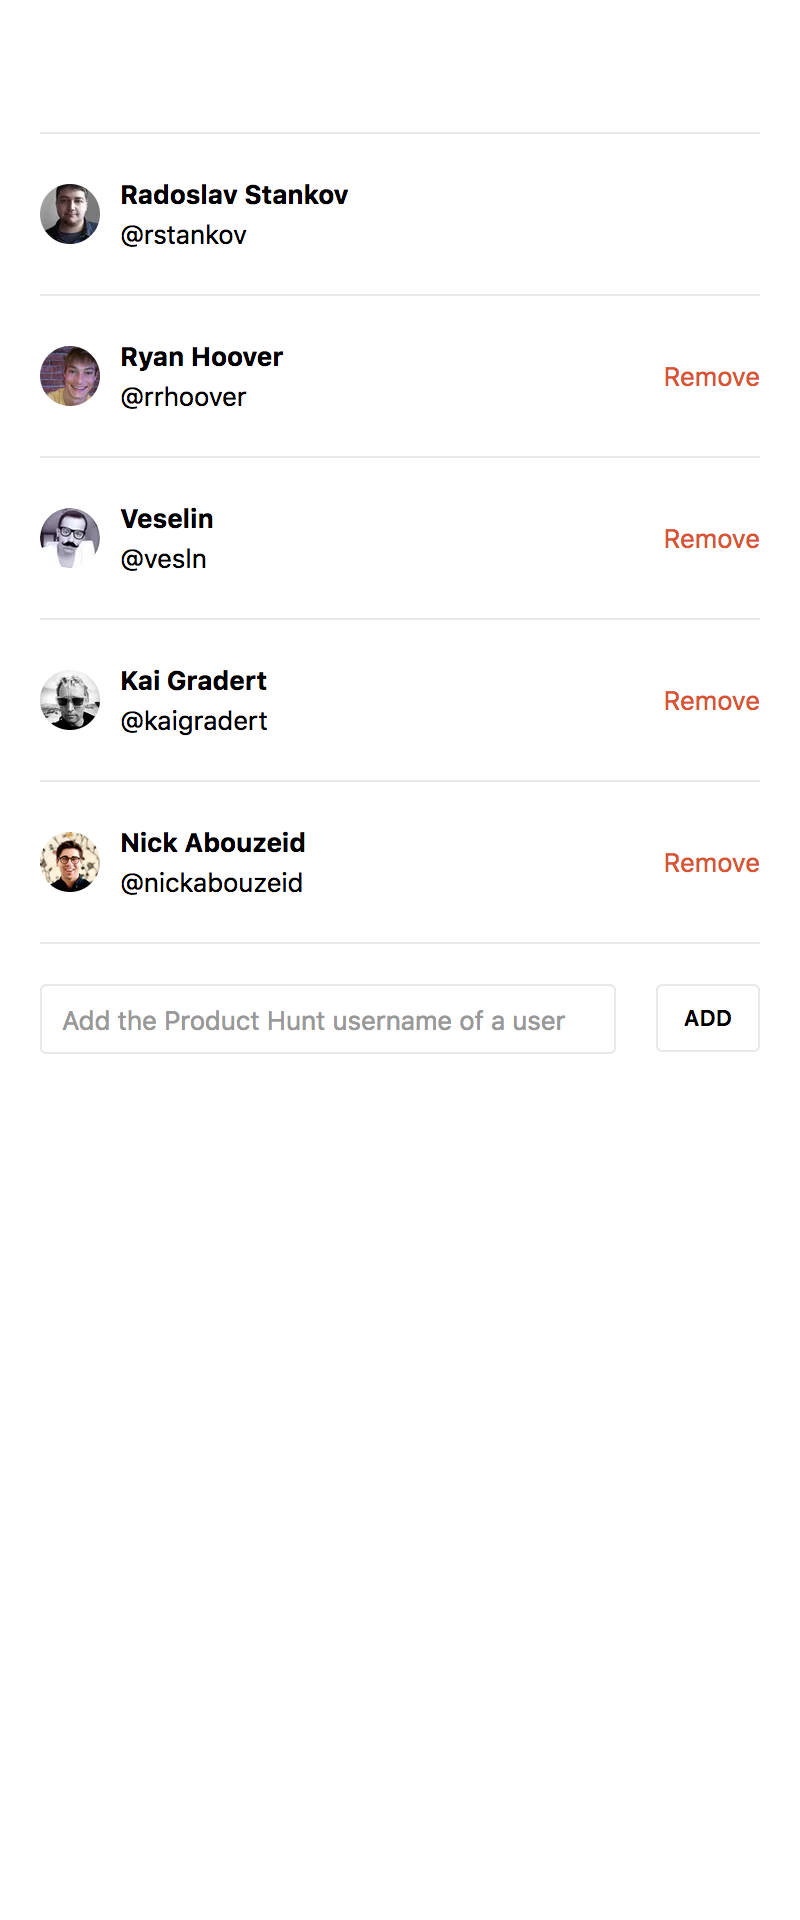 Radoslav Stankov
@rstankov
Ryan Hoover
@rrhoover
Remove
Veselin
@vesln
Remove
Kai Gradert
@kaigradert
Remove
Nick Abouzeid
@nickabouzeid
Remove
Add the Product Hunt username of a user
ADD